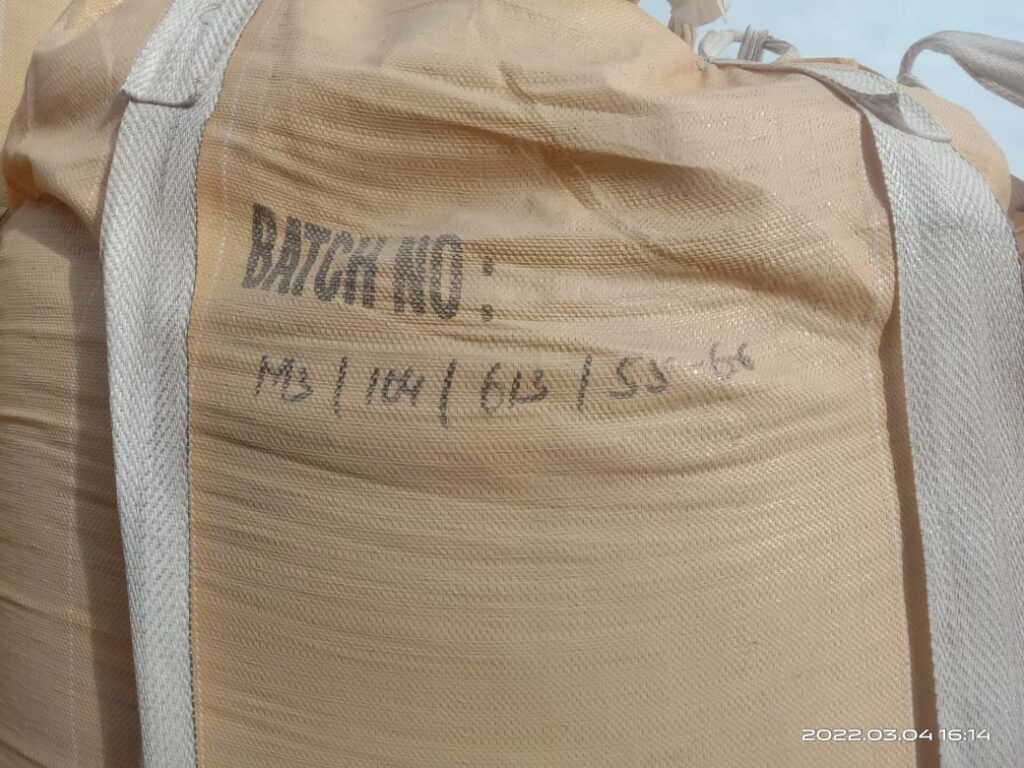 BATCH NO :
M3 / 104 / 613 / 55-66
2022.03.04 16:14